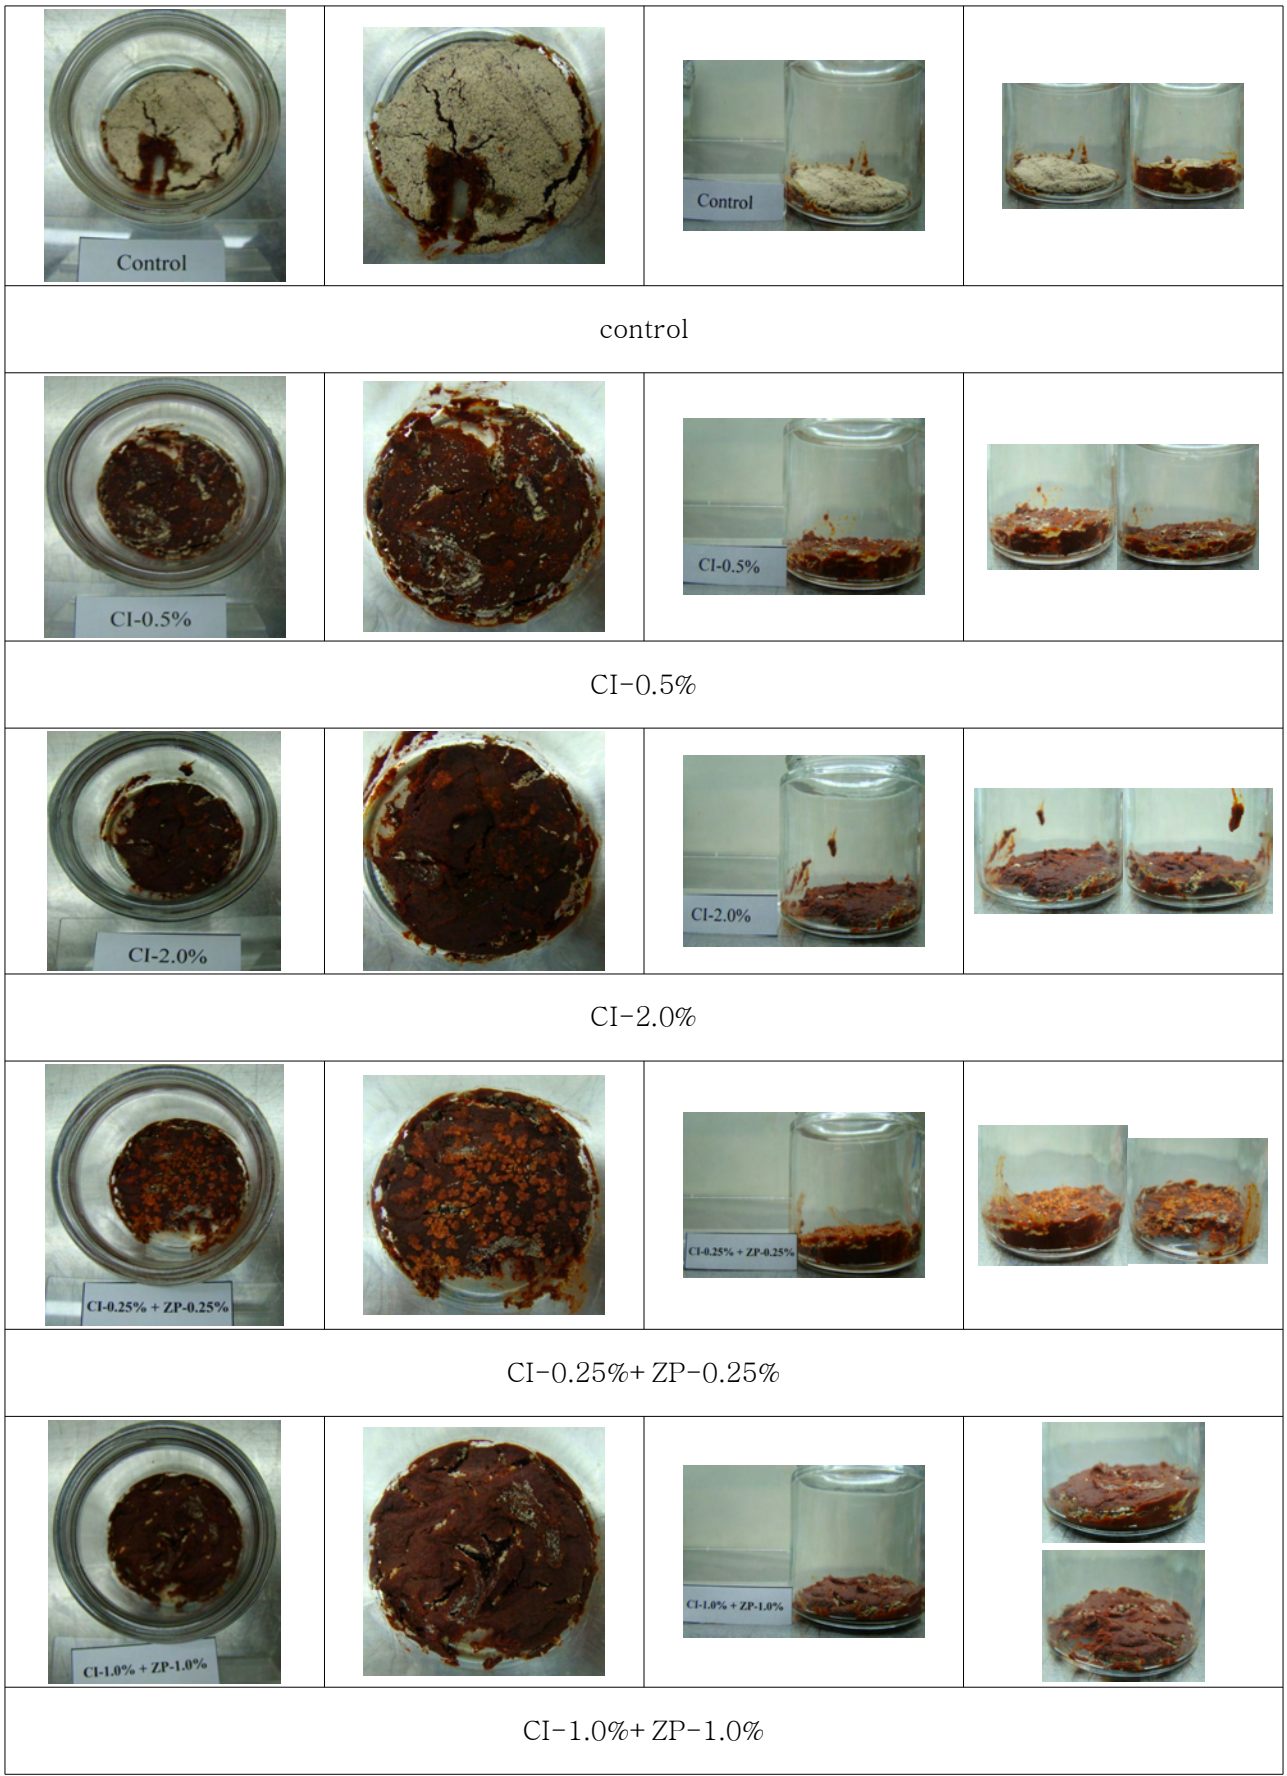 Control
Control
control
CI-0.5%
CI-0.5%
CI-0.5%
CI-2.0%
CI-2.0%
CI-2.0%
CI-0.25% + ZP-0.25%
CI-0.25% + ZP-0.25%
CI-0.25%+ ZP-0.25%
CI-1.0% + ZP-1.0%
CI-1.0% + ZP-1.0%
CI-1.0%+ ZP-1.0%